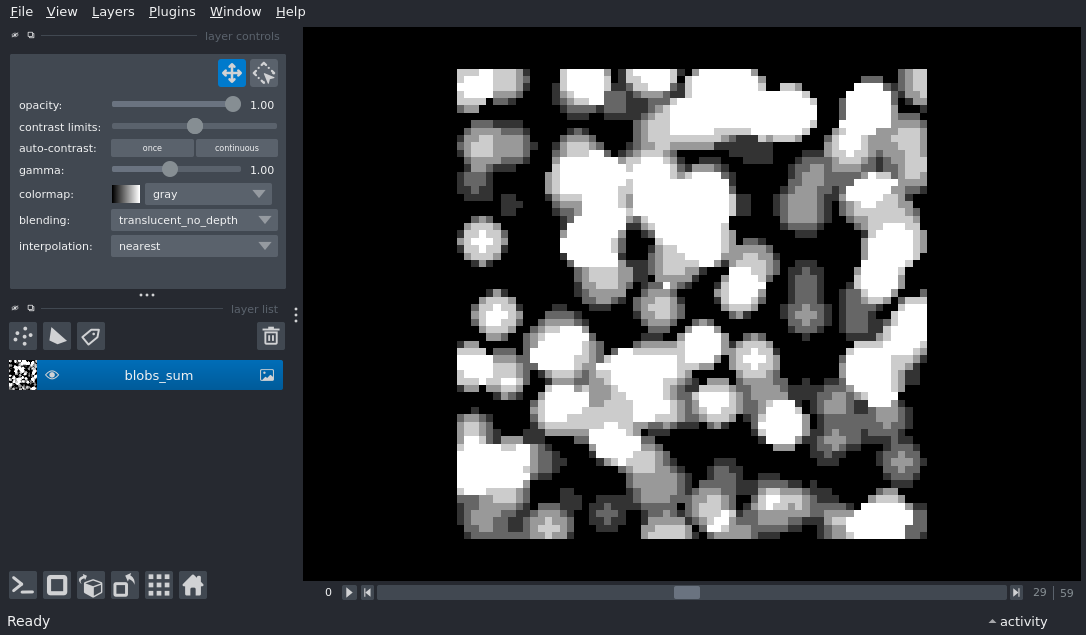 File View Layers Plugins Window Help
layer controls
opacity: 1.00
contrast limits:
auto-contrast: once continuous
gamma: 1.00
colormap: gray
blending: translucent_no_depth
interpolation: nearest
layer list
blobs_sum
0 29 59
Ready activity